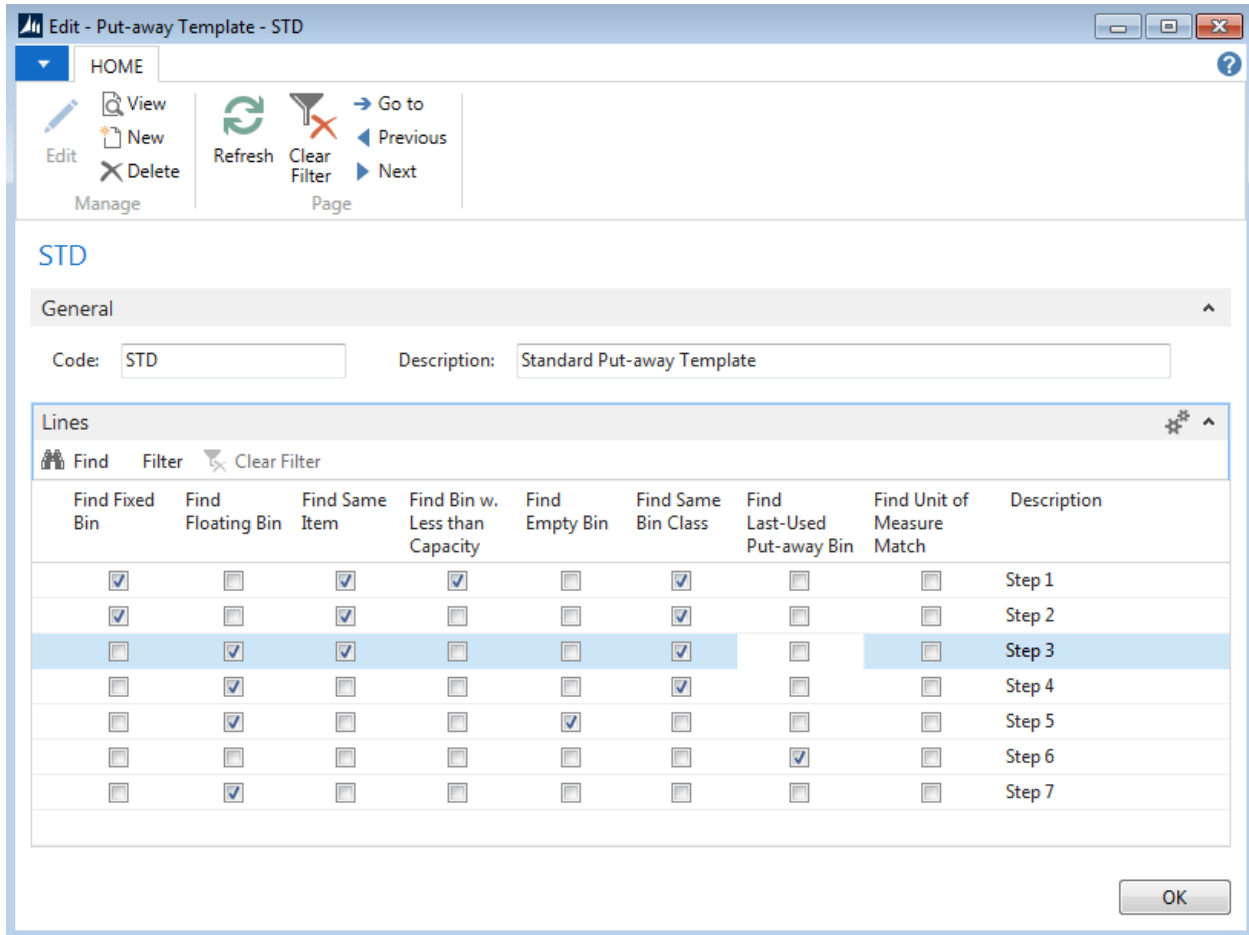 Edit - Put-away Template - STD
HOME
?
Edit
View
New
Delete
Manage
Refresh
Clear Filter
Go to
Previous
Next
Page
STD
General
Code: STD Description: Standard Put-away Template
Lines
Find Filter Clear Filter
Find Fixed Bin
Find Floating Bin
Find Same Item
Find Bin w. Less than Capacity
Find Empty Bin
Find Same Bin Class
Find Last-Used Put-away Bin
Find Unit of Measure Match
Description
Step 1
Step 2
Step 3
Step 4
Step 5
Step 6
Step 7
OK